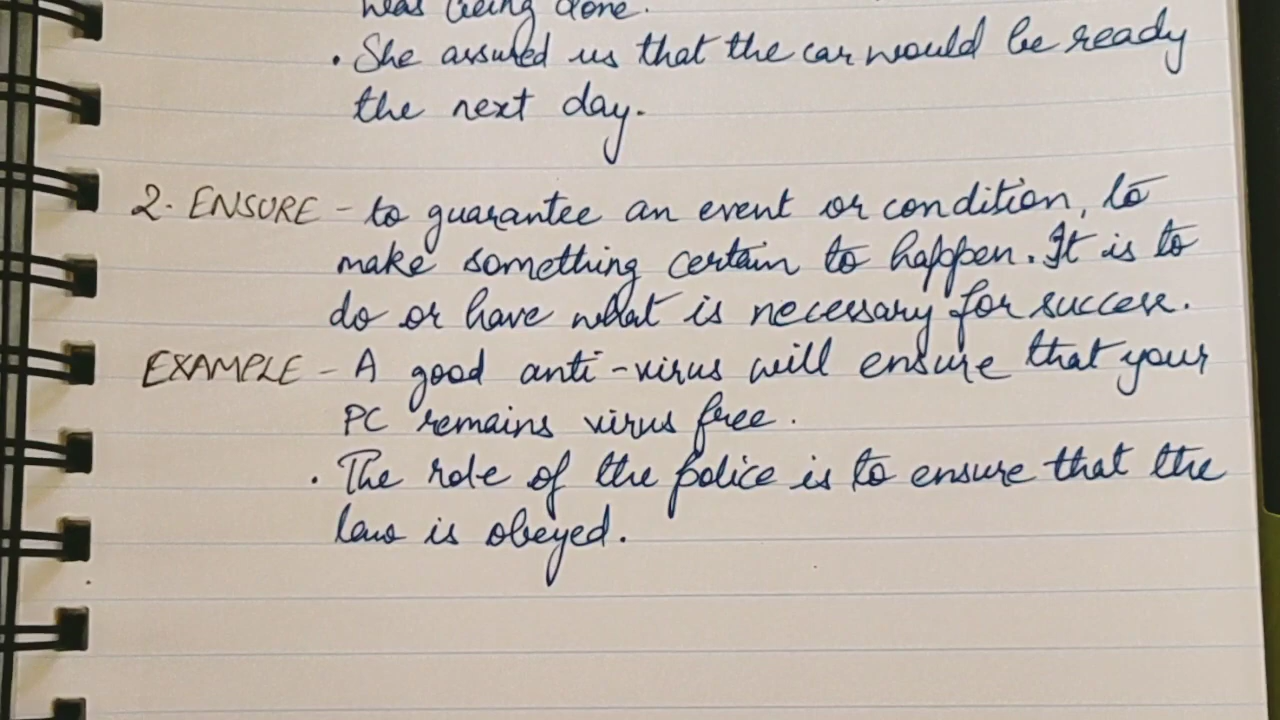 was being done.
. She assured us that the car would be ready
the next day.
2. ENSURE - to guarantee an event or condition, to
make something certain to happen. It is to
do or have what is necessary for success.
EXAMPLE - A good anti-virus will ensure that your
PC remains virus free.
. The role of the police is to ensure that the
law is obeyed.